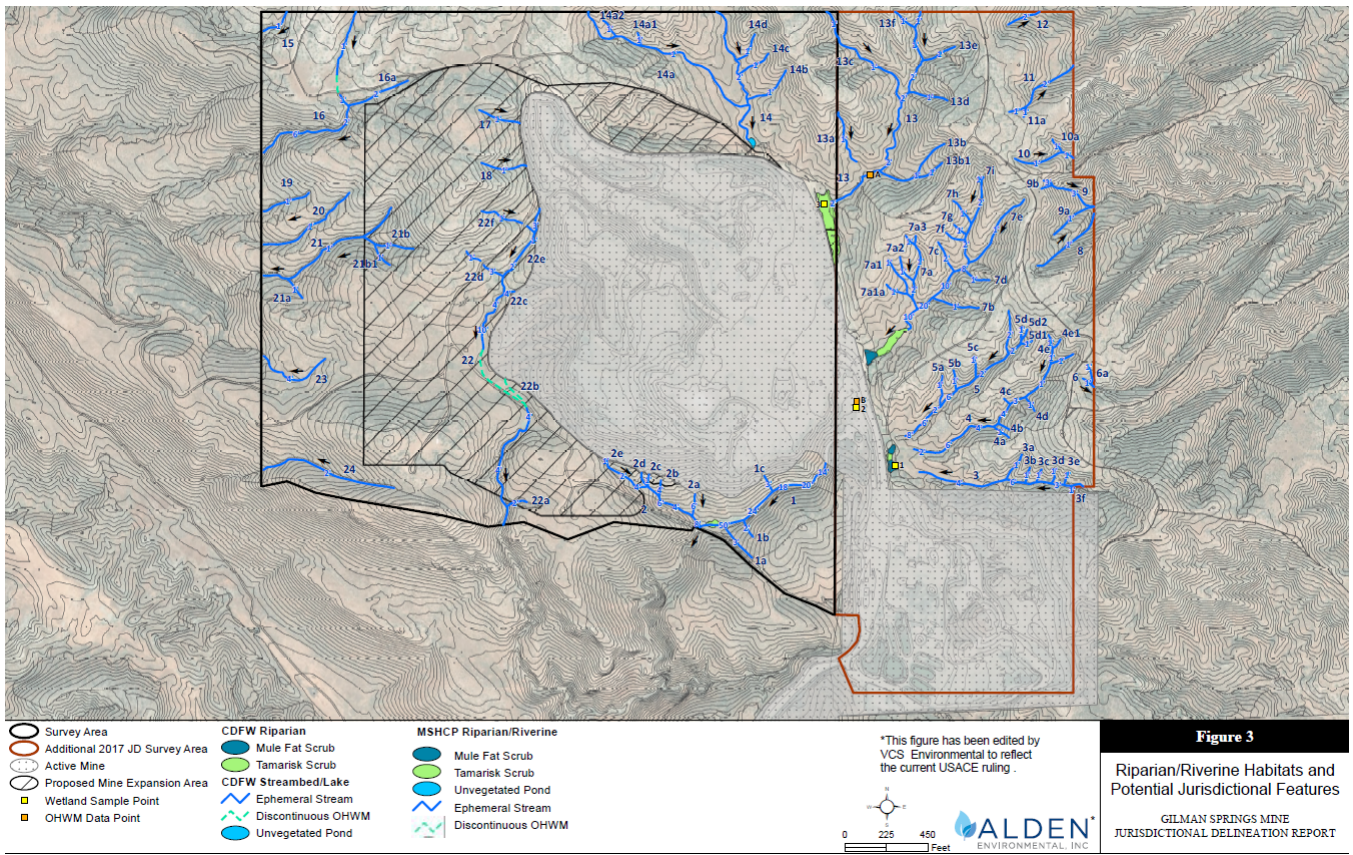 14a2
14a1
14d
13f
12
15
14c
13e
16a
14a
14b
13c
11
13d
16
17
14
13
11a
10a
13a
13b
10
18
13
A
13b1
7i
9b
9
19
7h
20
22f
7g
7e
9a
21
21b
7a3
7f
7a2
7c
8
21b1
22e
7a1
7a
22d
7d
21a
22c
7a1a
7b
5d
5d2
5d1
4e1
22
5c
4e
23
22b
5a
5b
6a
5
6
4c
B
2
4
4d
4b
4a
2e
3a
24
2d
2c
2b
1c
1
3b
3c
3d
3e
2a
1
3
22a
2
3f
1b
1a
Survey Area
Additional 2017 JD Survey Area
Active Mine
Proposed Mine Expansion Area
Wetland Sample Point
OHWM Data Point
CDFW Riparian
Mule Fat Scrub
Tamarisk Scrub
CDFW Streambed/Lake
Ephemeral Stream
Discontinuous OHWM
Unvegetated Pond
MSHCP Riparian/Riverine
Mule Fat Scrub
Tamarisk Scrub
Unvegetated Pond
Ephemeral Stream
Discontinuous OHWM
*This figure has been edited by
VCS Environmental to reflect
the current USACE ruling .
N
W E
S
0 225 450
Feet
ALDEN*
ENVIRONMENTAL, INC
Figure 3
Riparian/Riverine Habitats and
Potential Jurisdictional Features
GILMAN SPRINGS MINE
JURISDICTIONAL DELINEATION REPORT